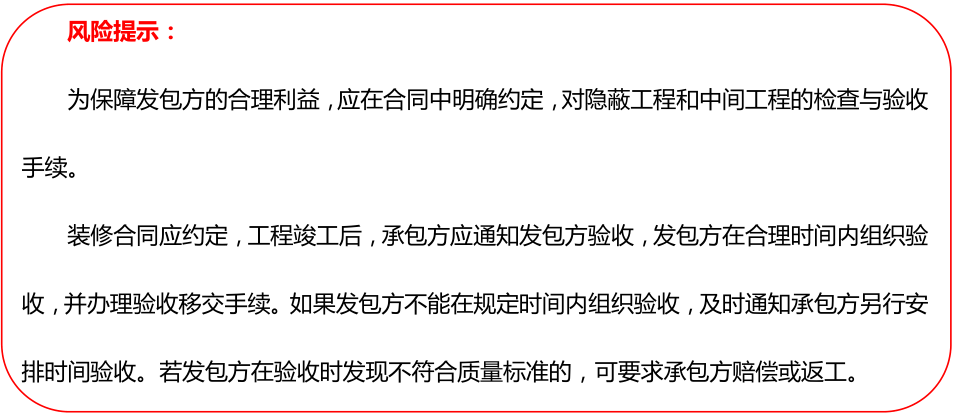 风险提示：
为保障发包方的合理利益，应在合同中明确约定，对隐蔽工程和中间工程的检查与验收
手续。
装修合同应约定，工程竣工后，承包方应通知发包方验收，发包方在合理时间内组织验
收，并办理验收移交手续。如果发包方不能在规定时间内组织验收，及时通知承包方另行安
排时间验收。若发包方在验收时发现不符合质量标准的，可要求承包方赔偿或返工。